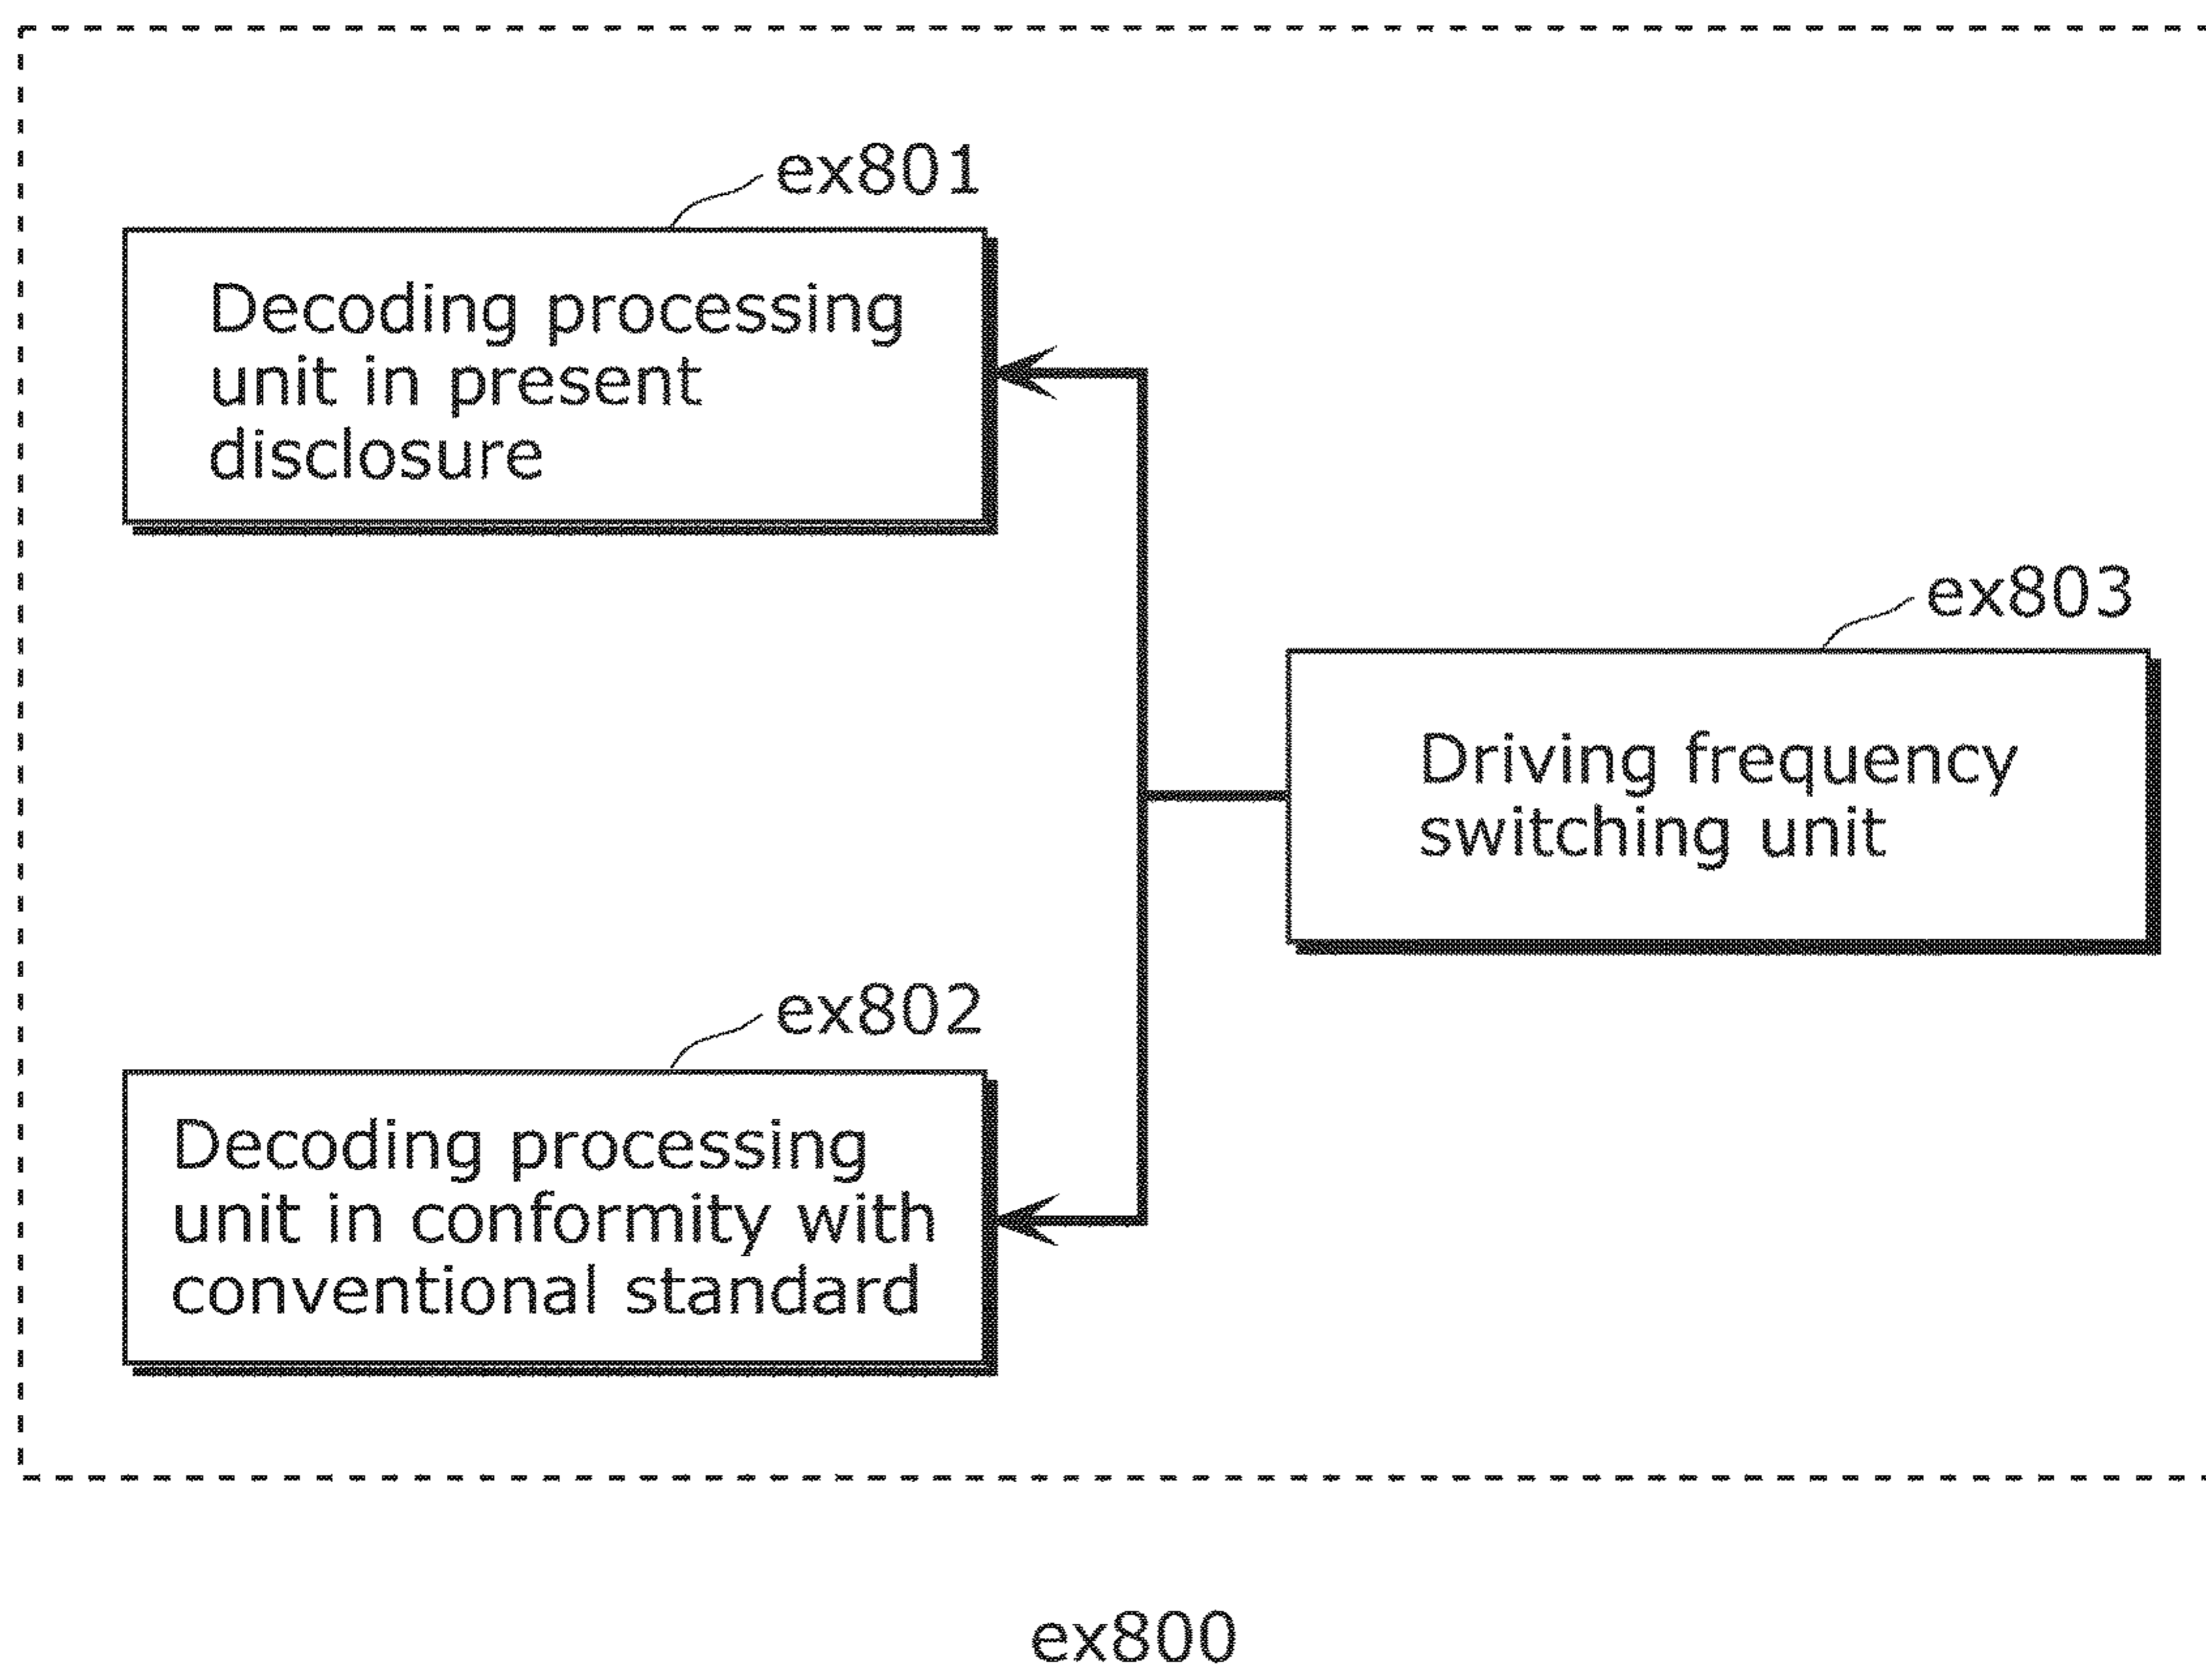 ex801
Decoding processing
unit in present
disclosure
ex803
Driving frequency
switching unit
ex802
Decoding processing
unit in conformity with
conventional standard
ex800